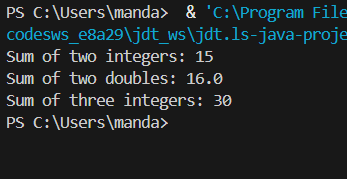 PS C:\Users\manda>  & 'C:\Program File
codesws_e8a29\jdt_ws\jdt.ls-java-proje
Sum of two integers: 15
Sum of two doubles: 16.0
Sum of three integers: 30
PS C:\Users\manda>